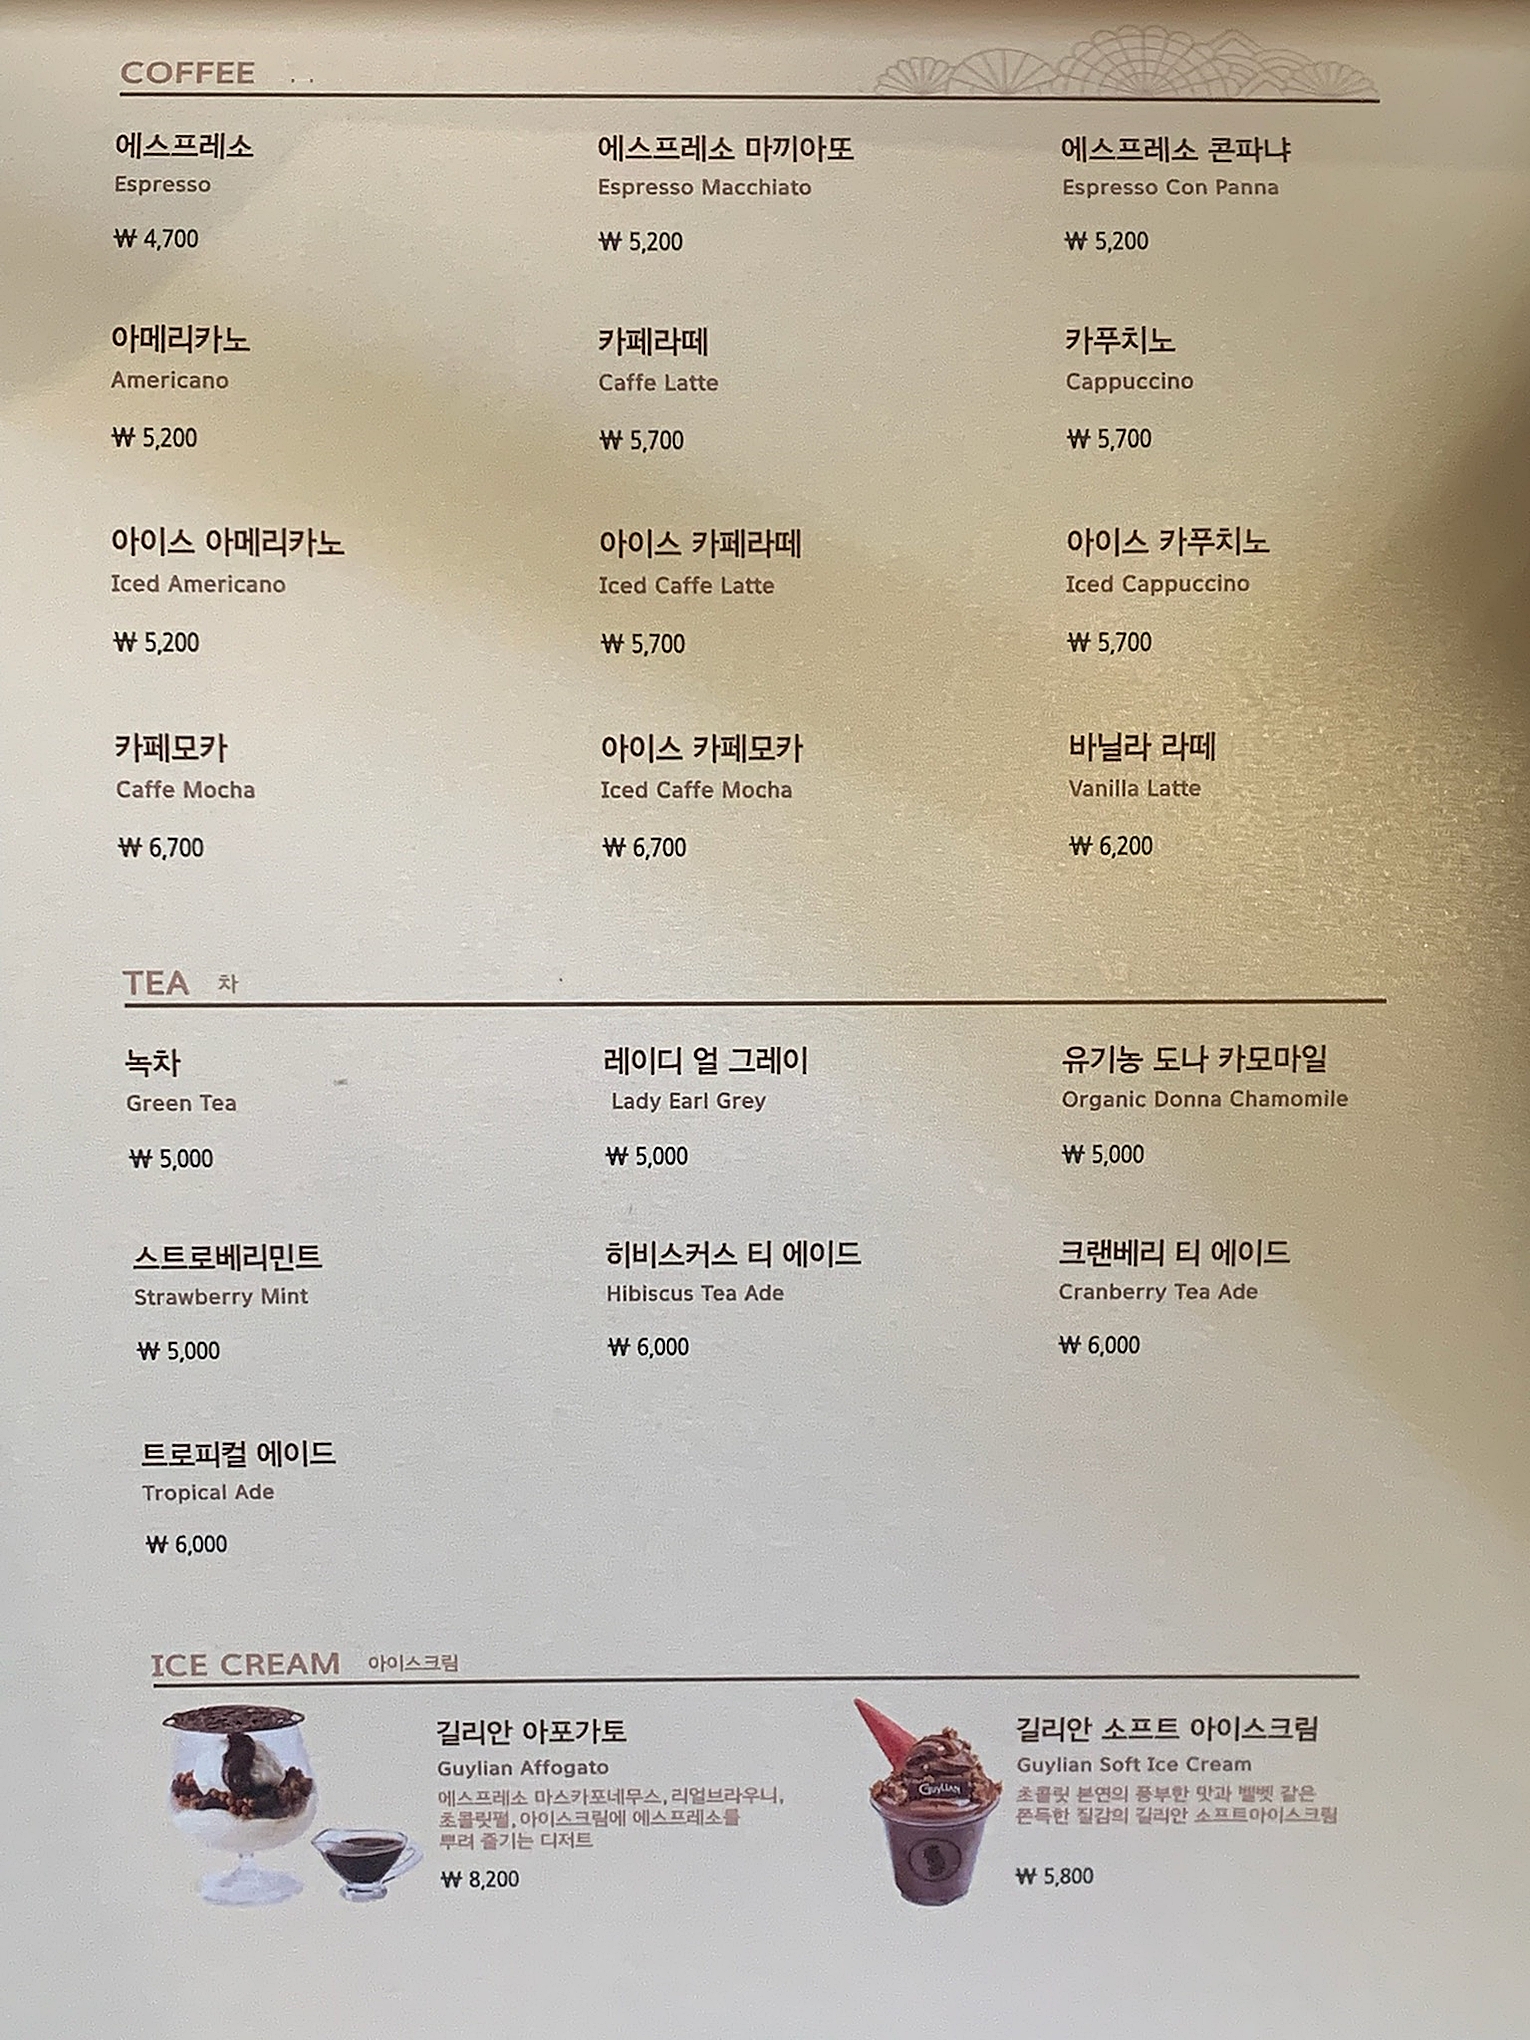 COFFEE
에스프레소
Espresso
₩ 4,700
에스프레소 마끼아또
Espresso Macchiato
₩ 5,200
에스프레소 콘파냐
Espresso Con Panna
₩ 5,200
아메리카노
Americano
₩ 5,200
카페라떼
Caffe Latte
₩ 5,700
카푸치노
Cappuccino
₩ 5,700
아이스 아메리카노
Iced Americano
₩ 5,200
아이스 카페라떼
Iced Caffe Latte
₩ 5,700
아이스 카푸치노
Iced Cappuccino
₩ 5,700
카페모카
Caffe Mocha
₩ 6,700
아이스 카페모카
Iced Caffe Mocha
₩ 6,700
바닐라 라떼
Vanilla Latte
₩ 6,200
TEA 차
녹차
Green Tea
₩ 5,000
레이디 얼 그레이
Lady Earl Grey
₩ 5,000
유기농 도나 카모마일
Organic Donna Chamomile
₩ 5,000
스트로베리민트
Strawberry Mint
₩ 5,000
히비스커스 티 에이드
Hibiscus Tea Ade
₩ 6,000
크랜베리 티 에이드
Cranberry Tea Ade
₩ 6,000
트로피컬 에이드
Tropical Ade
₩ 6,000
ICE CREAM 아이스크림
길리안 아포가토
Guylian Affogato
에스프레소 마스카포네무스, 리얼브라우니,
초콜릿펄, 아이스크림에 에스프레소를
뿌려 즐기는 디저트
₩ 8,200
GUYLIAN
길리안 소프트 아이스크림
Guylian Soft Ice Cream
초콜릿 본연의 풍부한 맛과 벨벳 같은
쫀득한 질감의 길리안 소프트아이스크림
₩ 5,800